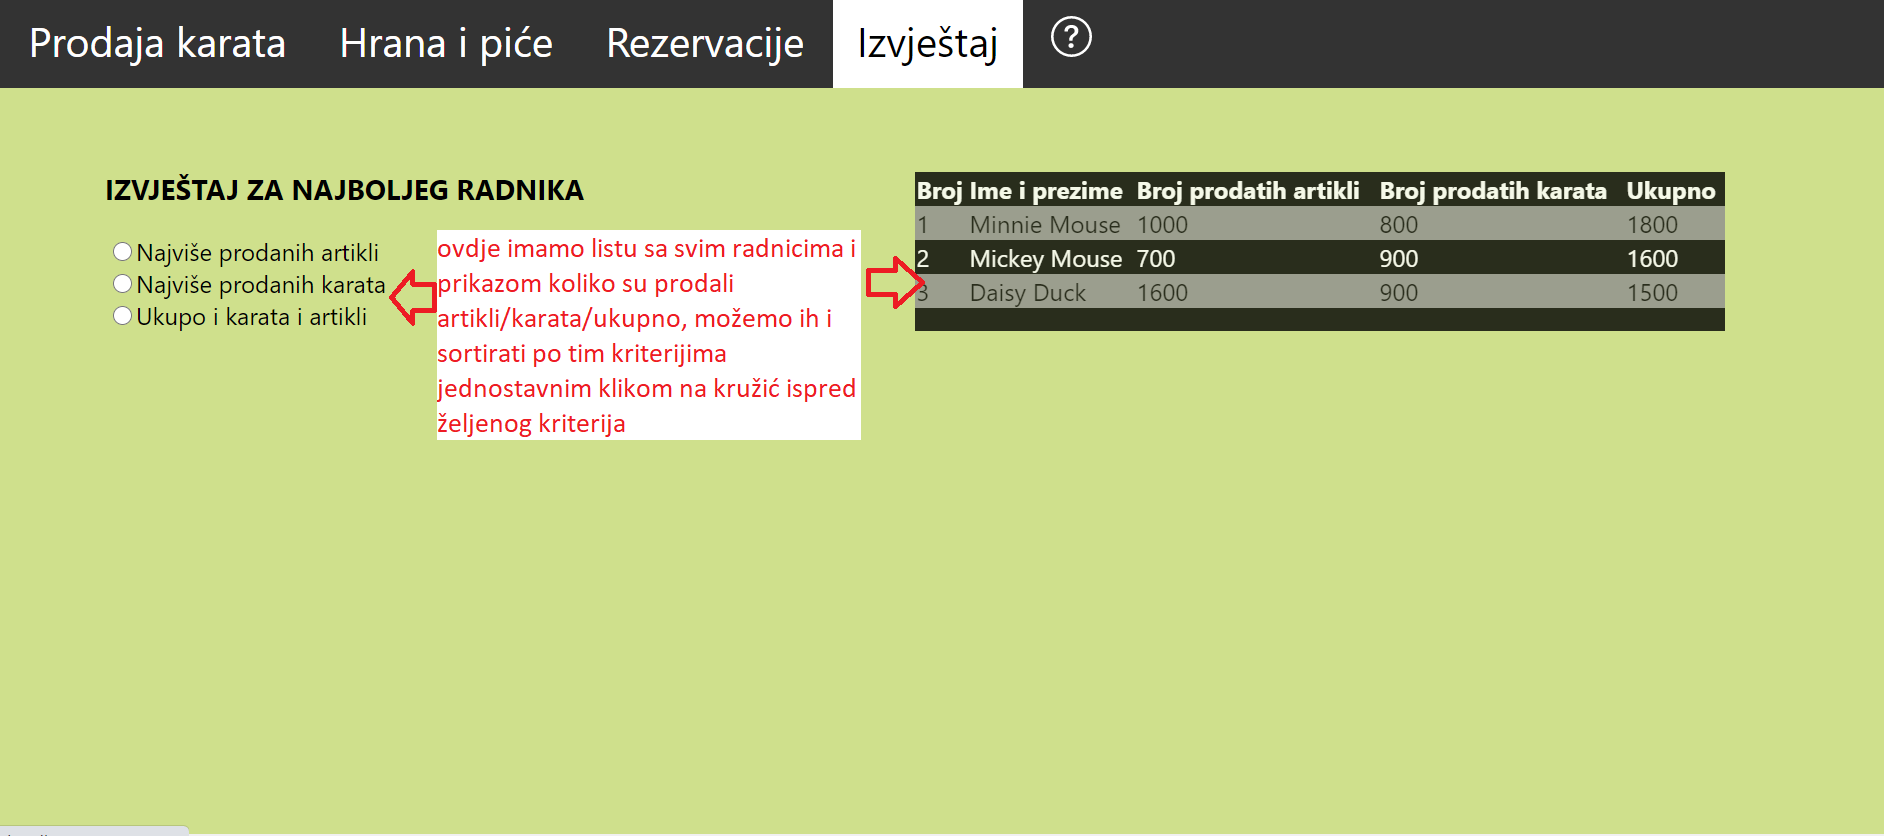 Prodaja karata Hrana i piće Rezervacije Izvještaj ?
IZVJEŠTAJ ZA NAJBOLJEG RADNIKA
Najviše prodanih artikli
Najviše prodanih karata
Ukupo i karata i artikli
ovdje imamo listu sa svim radnicima i
prikazom koliko su prodali
artikli/karata/ukupno, možemo ih i
sortirati po tim kriterijima
jednostavnim klikom na kružić ispred
željenog kriterija
Broj Ime i prezime Broj prodatih artikli Broj prodatih karata Ukupno
1 Minnie Mouse 1000 800 1800
2 Mickey Mouse 700 900 1600
3 Daisy Duck 1600 900 1500